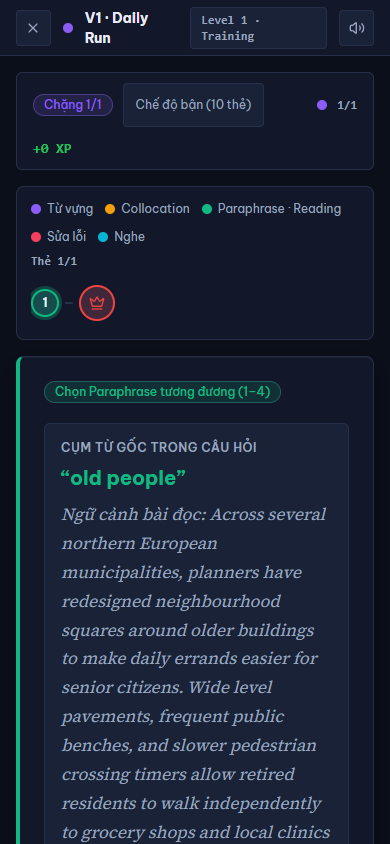 V1 · Daily
Run
Level 1 ·
Training
Chặng 1/1
Chế độ bận (10 thẻ)
1/1
+0 XP
Từ vựng
Collocation
Paraphrase · Reading
Sửa lỗi
Nghe
Thẻ 1/1
1
Chọn Paraphrase tương đương (1–4)
CỤM TỪ GỐC TRONG CÂU HỎI
“old people”
Ngữ cảnh bài đọc: Across several
northern European
municipalities, planners have
redesigned neighbourhood
squares around older buildings
to make daily errands easier for
senior citizens. Wide level
pavements, frequent public
benches, and slower pedestrian
crossing timers allow retired
residents to walk independently
to grocery shops and local clinics